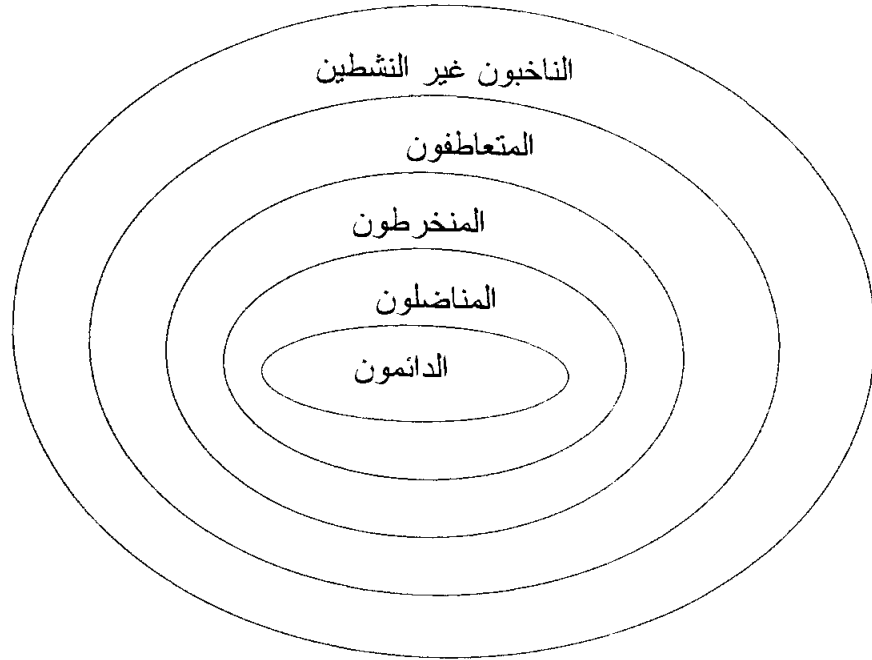 الناخبون غير النشطين
المتعاطفون
المنخرطون
المناضلون
الدائمون